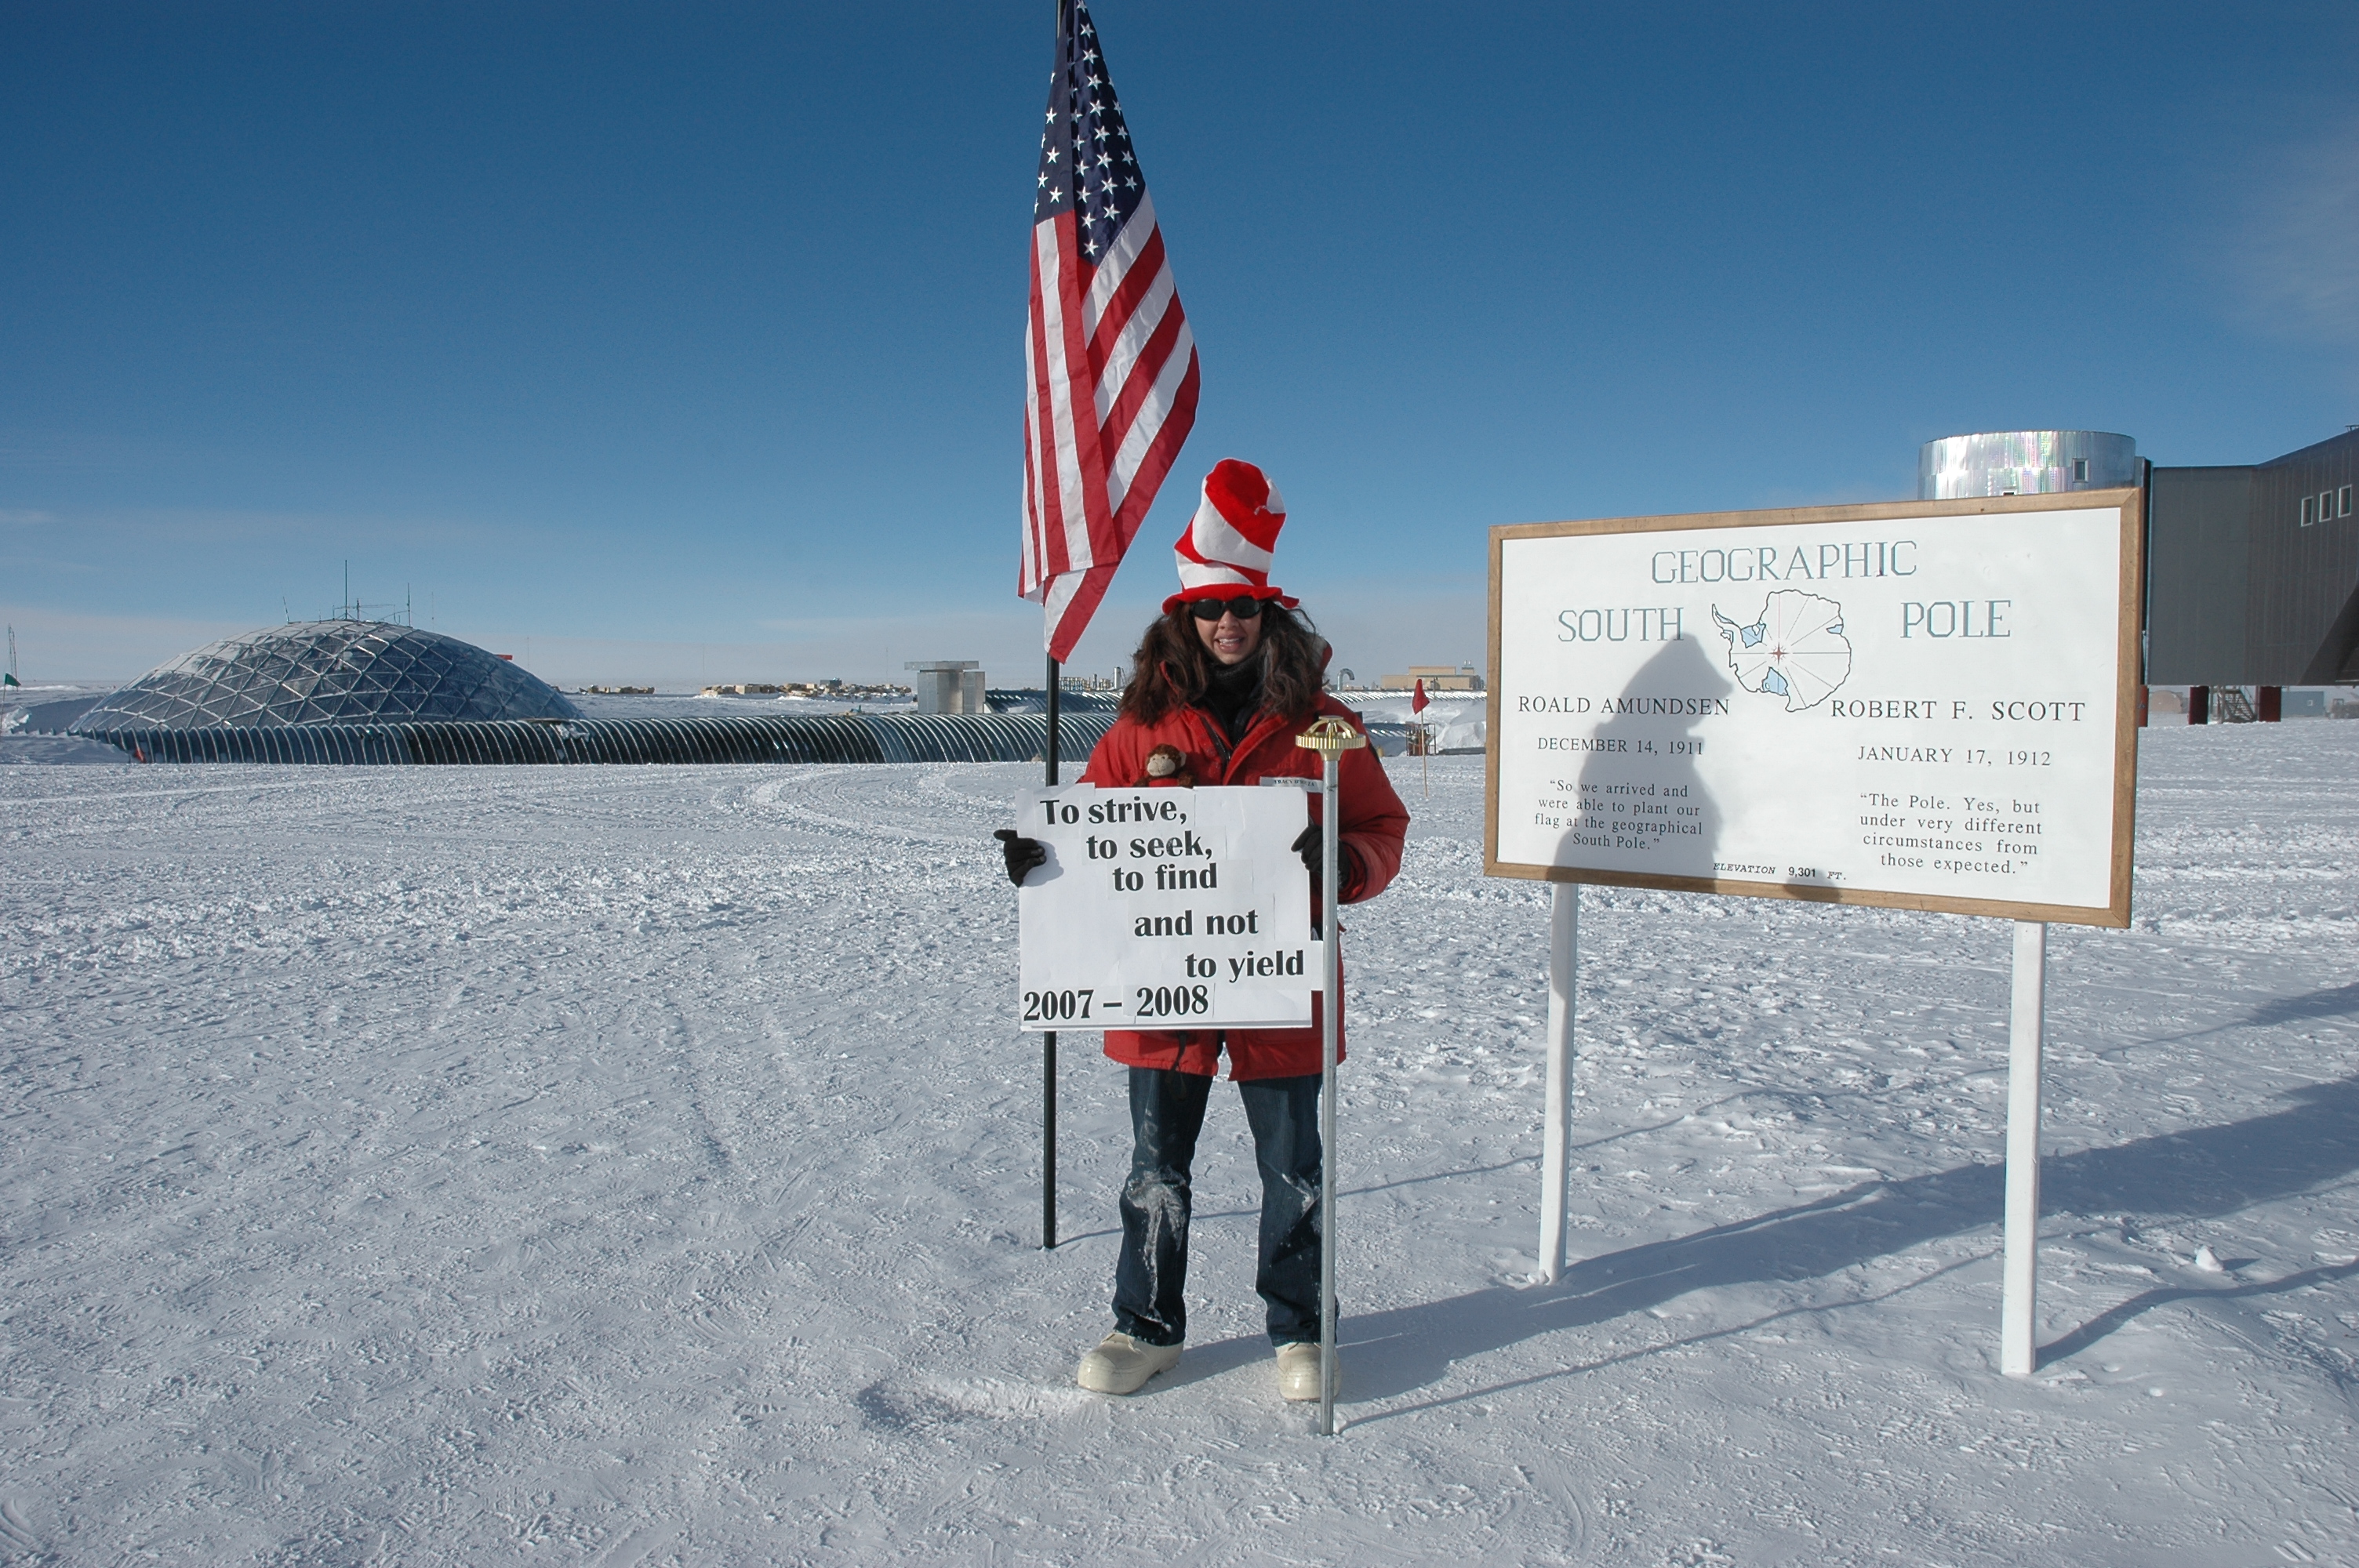 To strive,
to seek,
to find
and not
to yield
2007 – 2008
GEOGRAPHIC
SOUTH POLE
ROALD AMUNDSEN
DECEMBER 14, 1911
“So we arrived and
were able to plant our
flag at the geographical
South Pole.”
ROBERT F. SCOTT
JANUARY 17, 1912
“The Pole. Yes, but
under very different
circumstances from
those expected.”
ELEVATION 9,301 FT.